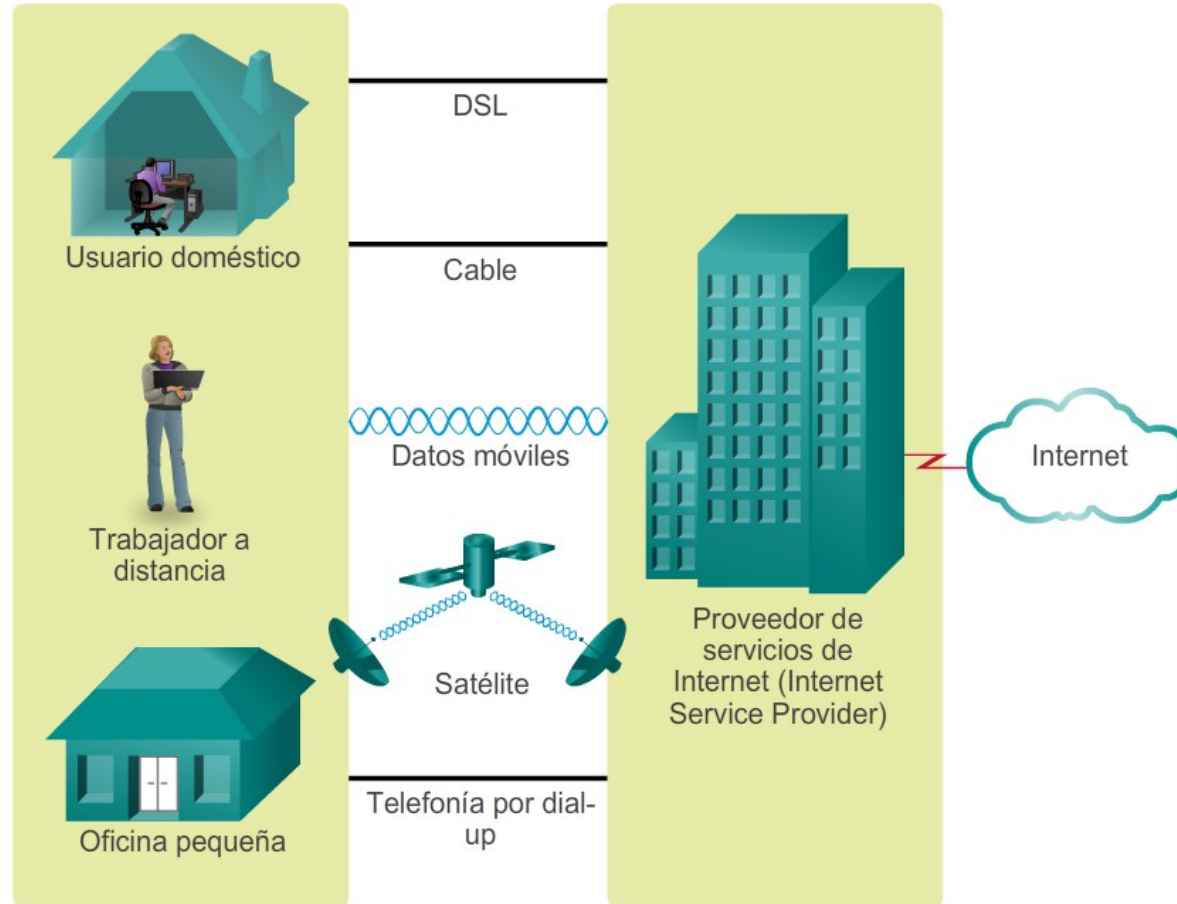 DSL
Usuario doméstico
Cable
Datos móviles
Internet
Trabajador a
distancia
Satélite
Proveedor de
servicios de
Internet (Internet
Service Provider)
Telefonía por dial-
up
Oficina pequeña